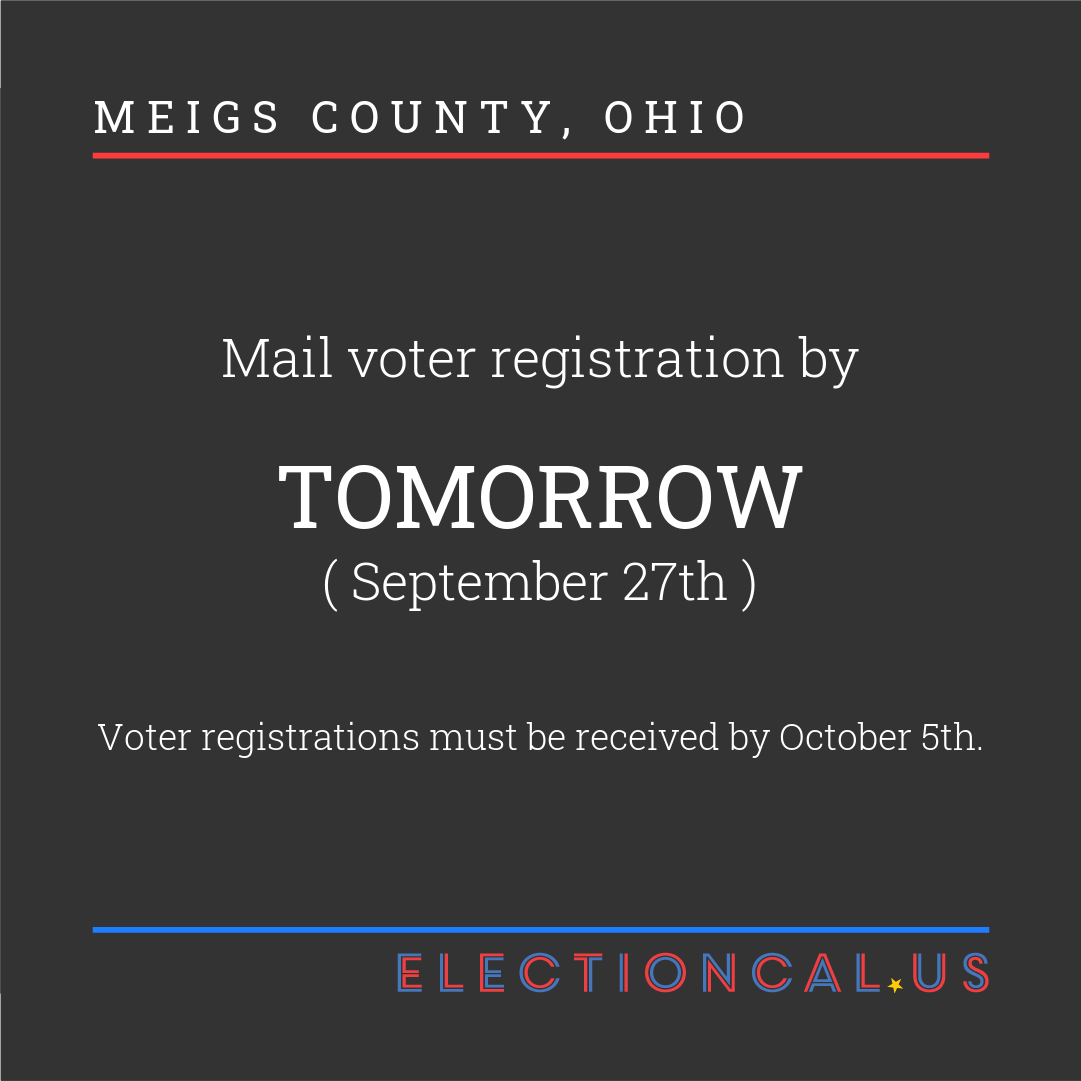 MEIGS COUNTY, OHIO
Mail voter registration by
TOMORROW
( September 27th )
Voter registrations must be received by October 5th.
ELECTIONCAL.US